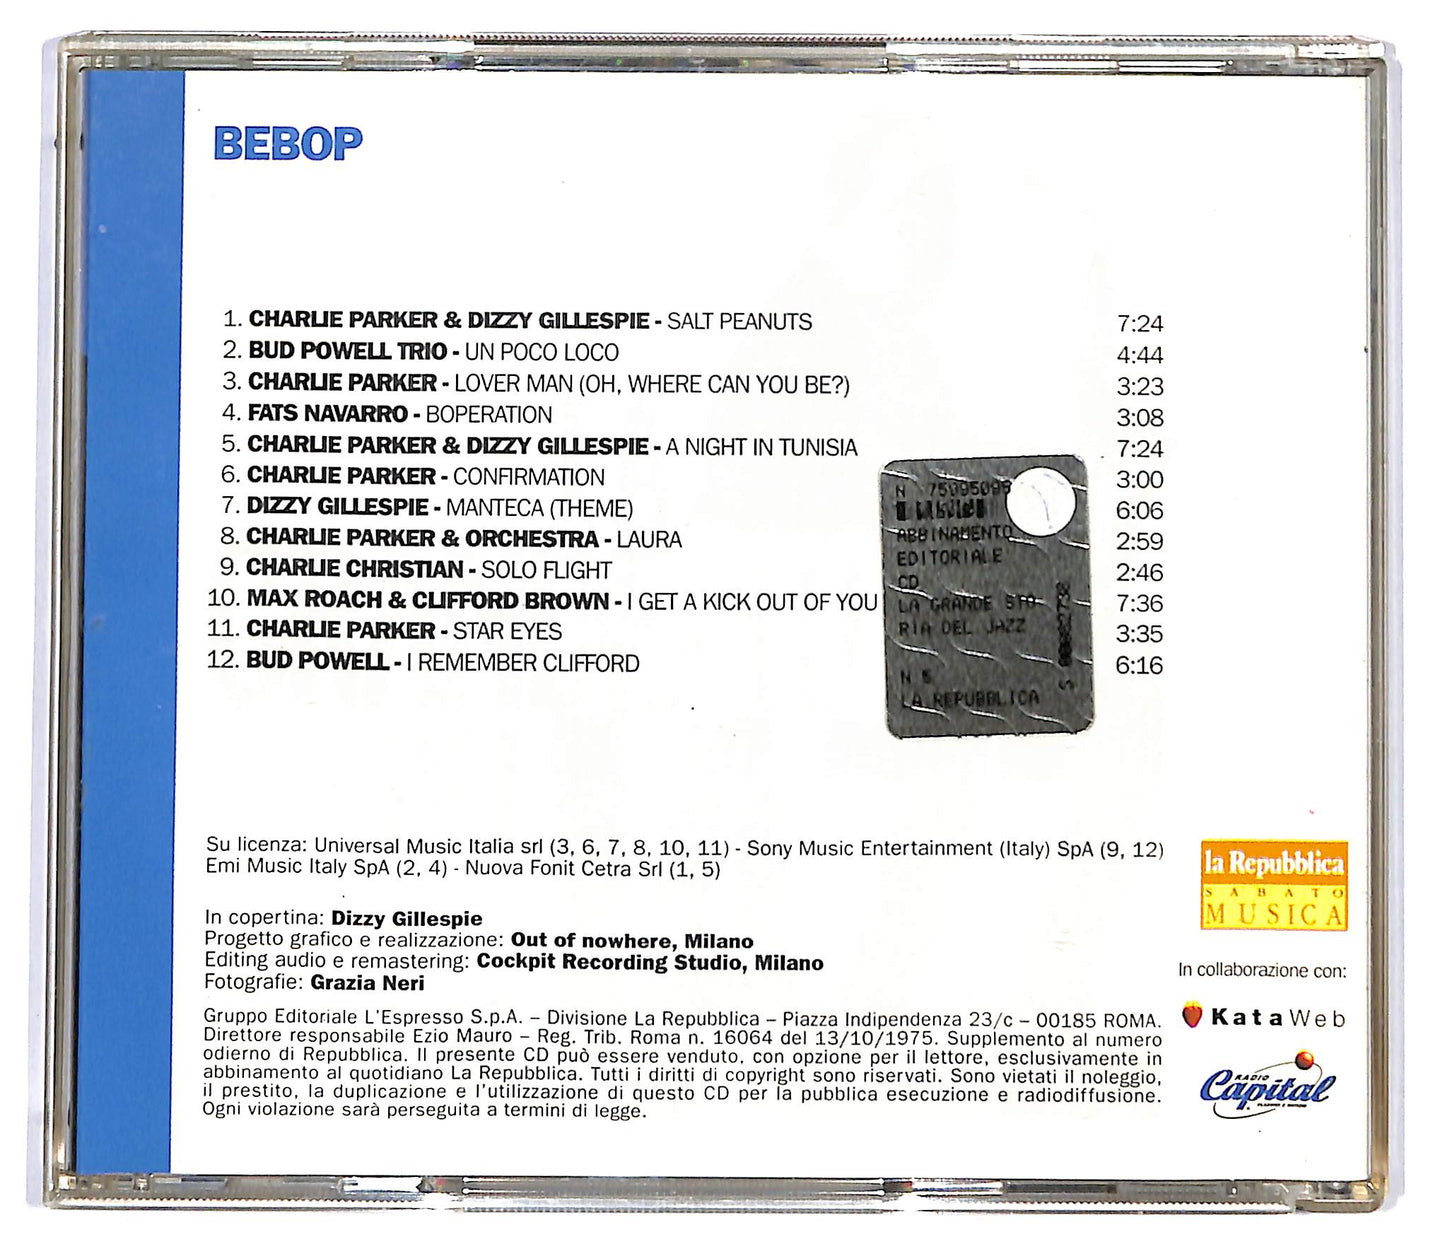 BEBOP
1. CHARLIE PARKER & DIZZY GILLESPIE - SALT PEANUTS 7:24
2. BUD POWELL TRIO - UN POCO LOCO 4:44
3. CHARLIE PARKER - LOVER MAN (OH, WHERE CAN YOU BE?) 3:23
4. FATS NAVARRO - BOPERATION 3:08
5. CHARLIE PARKER & DIZZY GILLESPIE - A NIGHT IN TUNISIA 7:24
6. CHARLIE PARKER - CONFIRMATION 3:00
7. DIZZY GILLESPIE - MANTECA (THEME) 6:06
8. CHARLIE PARKER & ORCHESTRA - LAURA 2:59
9. CHARLIE CHRISTIAN - SOLO FLIGHT 2:46
10. MAX ROACH & CLIFFORD BROWN - I GET A KICK OUT OF YOU 7:36
11. CHARLIE PARKER - STAR EYES 3:35
12. BUD POWELL - I REMEMBER CLIFFORD 6:16
N
ABBINAMENTO
EDITORIALE
CD
LA GRANDE STO-
RIA DEL JAZZ
N
LA REPUBBLICA
Su licenza: Universal Music Italia srl (3, 6, 7, 8, 10, 11) - Sony Music Entertainment (Italy) SpA (9, 12)
Emi Music Italy SpA (2, 4) - Nuova Fonit Cetra Srl (1, 5)
In copertina: Dizzy Gillespie
Progetto grafico e realizzazione: Out of nowhere, Milano
Editing audio e remastering: Cockpit Recording Studio, Milano
Fotografie: Grazia Neri
Gruppo Editoriale L'Espresso S.p.A. – Divisione La Repubblica – Piazza Indipendenza 23/c – 00185 ROMA.
Direttore responsabile Ezio Mauro – Reg. Trib. Roma n. 16064 del 13/10/1975. Supplemento al numero
odierno di Repubblica. Il presente CD può essere venduto, con opzione per il lettore, esclusivamente in
abbinamento al quotidiano La Repubblica. Tutti i diritti di copyright sono riservati. Sono vietati il noleggio,
il prestito, la duplicazione e l'utilizzazione di questo CD per la pubblica esecuzione e radiodiffusione.
Ogni violazione sarà perseguita a termini di legge.
la Repubblica
SABATO
MUSICA
In collaborazione con:
KataWeb
RADIO
Capital